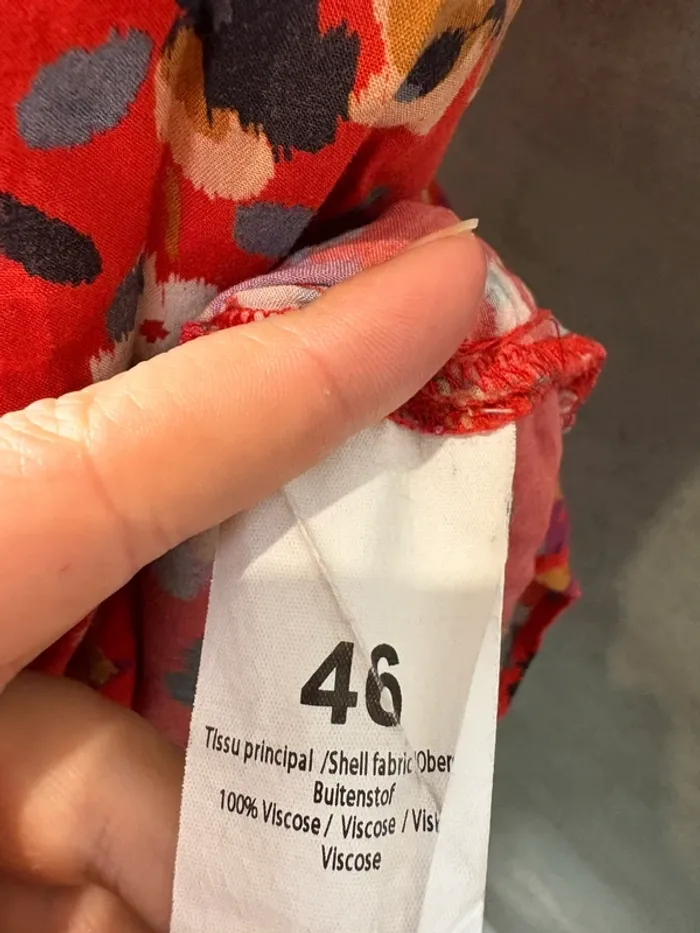 46
Tissu principal /Shell fabric/Ober
Buitenstof
100% Viscose / Viscose / Visk
Viscose